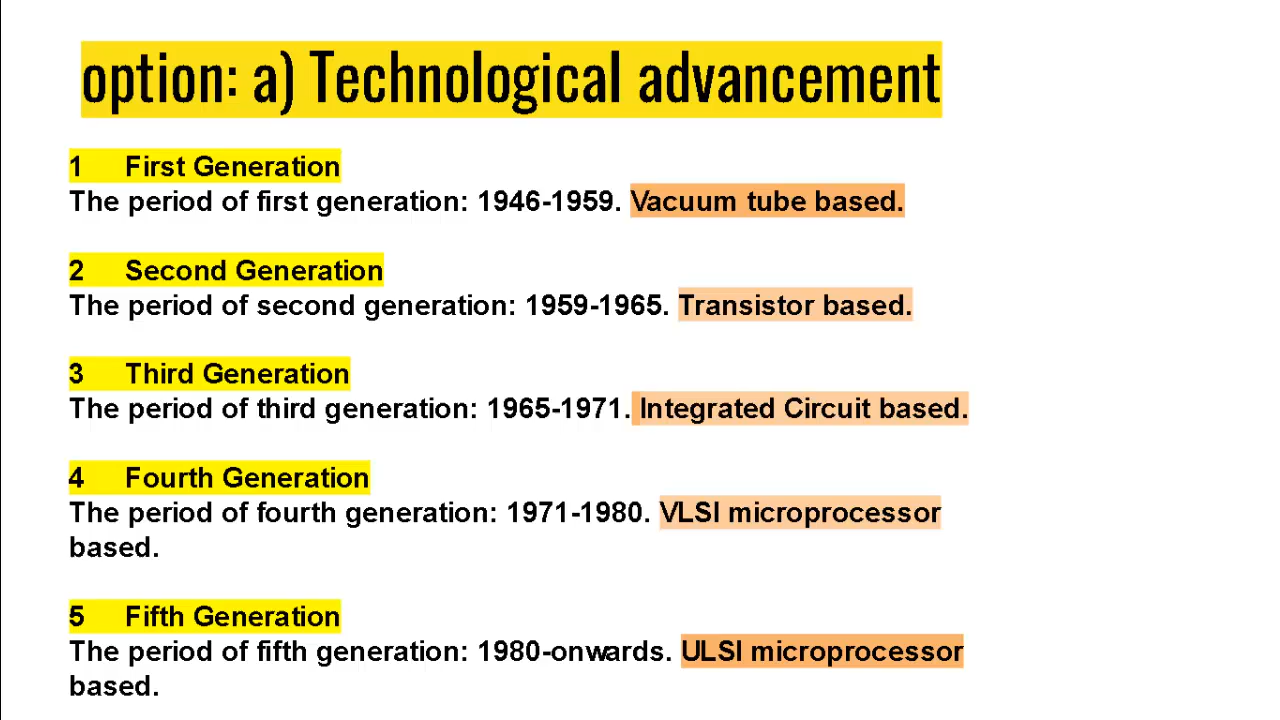 option: a) Technological advancement
1 First Generation
The period of first generation: 1946-1959. Vacuum tube based.
2 Second Generation
The period of second generation: 1959-1965. Transistor based.
3 Third Generation
The period of third generation: 1965-1971. Integrated Circuit based.
4 Fourth Generation
The period of fourth generation: 1971-1980. VLSI microprocessor
based.
5 Fifth Generation
The period of fifth generation: 1980-onwards. ULSI microprocessor
based.